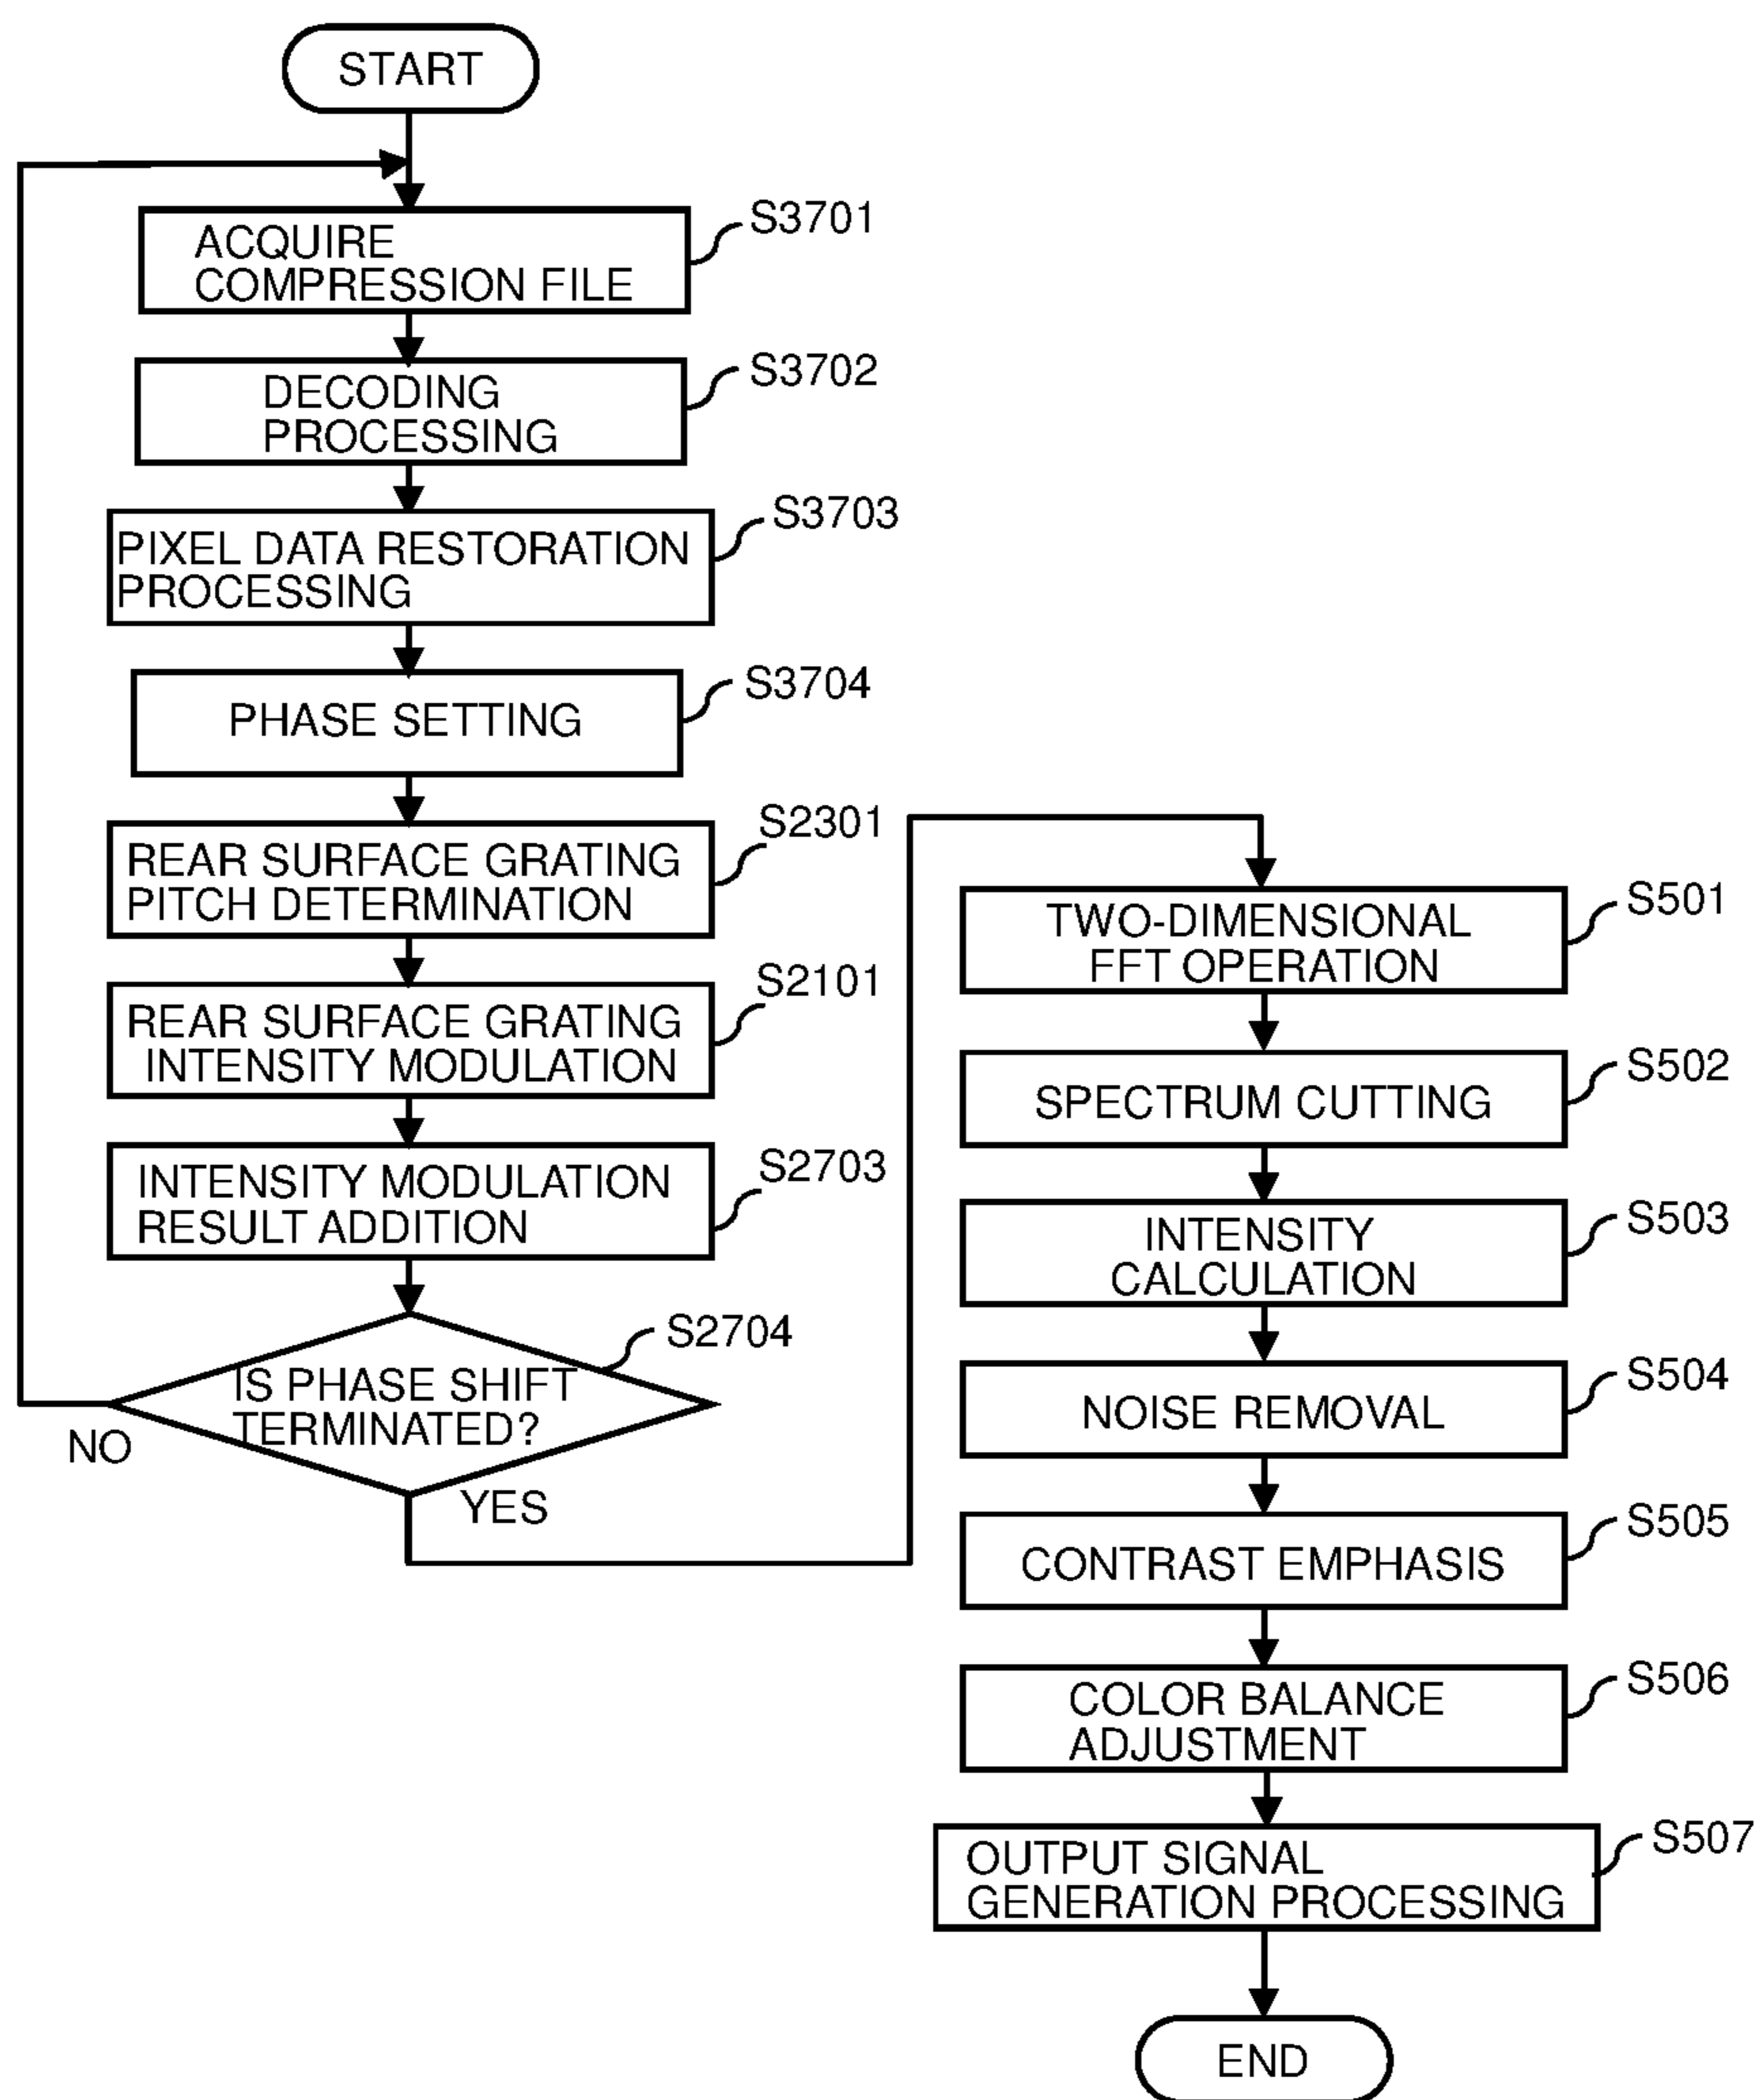 START
ACQUIRE
COMPRESSION FILE
S3701
DECODING
PROCESSING
S3702
PIXEL DATA RESTORATION
PROCESSING
S3703
PHASE SETTING
S3704
REAR SURFACE GRATING
PITCH DETERMINATION
S2301
REAR SURFACE GRATING
INTENSITY MODULATION
S2101
INTENSITY MODULATION
RESULT ADDITION
S2703
IS PHASE SHIFT
TERMINATED?
S2704
NO
YES
TWO-DIMENSIONAL
FFT OPERATION
S501
SPECTRUM CUTTING
S502
INTENSITY
CALCULATION
S503
NOISE REMOVAL
S504
CONTRAST EMPHASIS
S505
COLOR BALANCE
ADJUSTMENT
S506
OUTPUT SIGNAL
GENERATION PROCESSING
S507
END